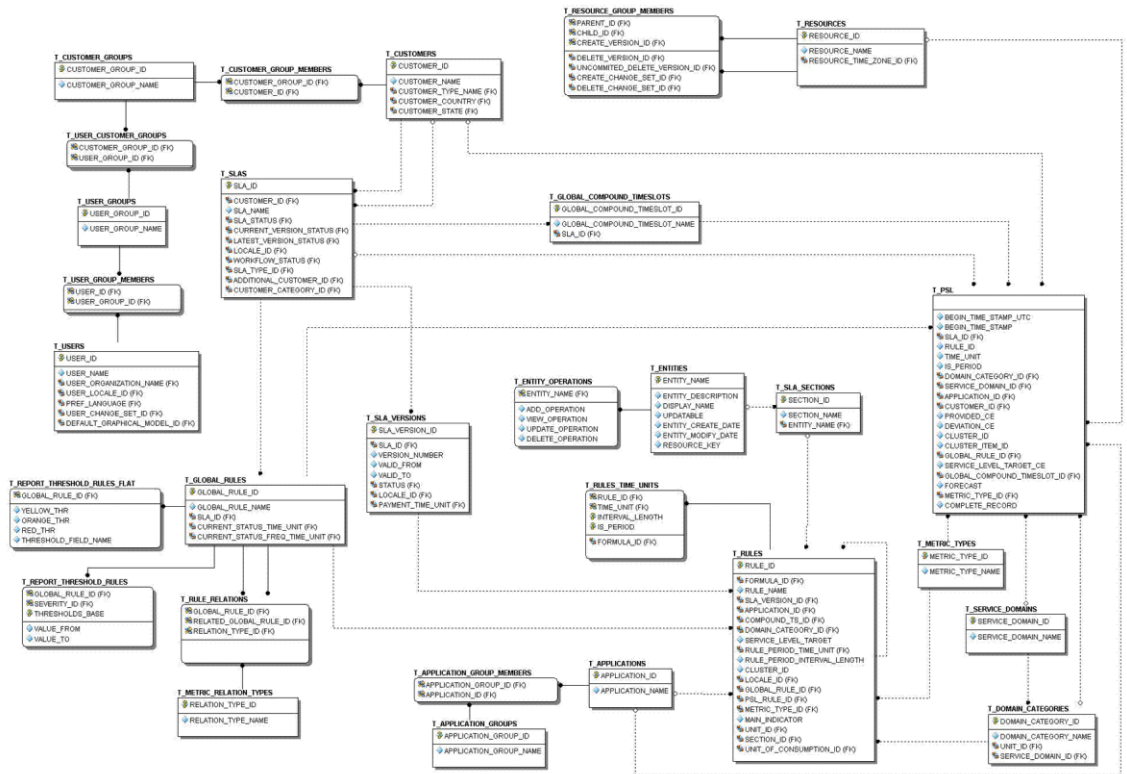 T_RESOURCE_GROUP_MEMBERS
PARENT_ID (FK)
CHILD_ID (FK)
CREATE_VERSION_ID (FK)
DELETE_VERSION_ID (FK)
UNCOMMITED_DELETE_VERSION_ID (FK)
CREATE_CHANGE_SET_ID (FK)
DELETE_CHANGE_SET_ID (FK)
T_RESOURCES
RESOURCE_ID
RESOURCE_NAME
RESOURCE_TIME_ZONE_ID (FK)
T_CUSTOMER_GROUPS
CUSTOMER_GROUP_ID
CUSTOMER_GROUP_NAME
T_CUSTOMER_GROUP_MEMBERS
CUSTOMER_GROUP_ID (FK)
CUSTOMER_ID (FK)
T_CUSTOMERS
CUSTOMER_ID
CUSTOMER_NAME
CUSTOMER_TYPE_NAME (FK)
CUSTOMER_COUNTRY (FK)
CUSTOMER_STATE (FK)
T_USER_CUSTOMER_GROUPS
CUSTOMER_GROUP_ID (FK)
USER_GROUP_ID (FK)
T_SLAS
SLA_ID
CUSTOMER_ID (FK)
SLA_NAME
SLA_STATUS (FK)
CURRENT_VERSION_STATUS (FK)
LATEST_VERSION_STATUS (FK)
LOCALE_ID (FK)
WORKFLOW_STATUS (FK)
SLA_TYPE_ID (FK)
ADDITIONAL_CUSTOMER_ID (FK)
CUSTOMER_CATEGORY_ID (FK)
T_GLOBAL_COMPOUND_TIMESLOTS
GLOBAL_COMPOUND_TIMESLOT_ID
GLOBAL_COMPOUND_TIMESLOT_NAME
SLA_ID (FK)
T_USER_GROUPS
USER_GROUP_ID
USER_GROUP_NAME
T_USER_GROUP_MEMBERS
USER_ID (FK)
USER_GROUP_ID (FK)
T_PSL
BEGIN_TIME_STAMP_UTC
BEGIN_TIME_STAMP
SLA_ID (FK)
RULE_ID
TIME_UNIT
IS_PERIOD
DOMAIN_CATEGORY_ID (FK)
SERVICE_DOMAIN_ID (FK)
APPLICATION_ID (FK)
CUSTOMER_ID (FK)
PROVIDED_CE
DEVIATION_CE
CLUSTER_ID
CLUSTER_ITEM_ID
GLOBAL_RULE_ID (FK)
SERVICE_LEVEL_TARGET_CE
GLOBAL_COMPOUND_TIMESLOT_ID (FK)
FORECAST
METRIC_TYPE_ID (FK)
COMPLETE_RECORD
T_USERS
USER_ID
USER_NAME
USER_ORGANIZATION_NAME (FK)
USER_LOCALE_ID (FK)
PREF_LANGUAGE (FK)
USER_CHANGE_SET_ID (FK)
DEFAULT_GRAPHICAL_MODEL_ID (FK)
T_ENTITY_OPERATIONS
ENTITY_NAME (FK)
ADD_OPERATION
VIEW_OPERATION
UPDATE_OPERATION
DELETE_OPERATION
T_ENTITIES
ENTITY_NAME
ENTITY_DESCRIPTION
DISPLAY_NAME
UPDATABLE
ENTITY_CREATE_DATE
ENTITY_MODIFY_DATE
RESOURCE_KEY
T_SLA_SECTIONS
SECTION_ID
SECTION_NAME
ENTITY_NAME (FK)
T_SLA_VERSIONS
SLA_VERSION_ID
SLA_ID (FK)
VERSION_NUMBER
VALID_FROM
VALID_TO
STATUS (FK)
LOCALE_ID (FK)
PAYMENT_TIME_UNIT (FK)
T_REPORT_THRESHOLD_RULES_FLAT
GLOBAL_RULE_ID (FK)
YELLOW_THR
ORANGE_THR
RED_THR
THRESHOLD_FIELD_NAME
T_GLOBAL_RULES
GLOBAL_RULE_ID
GLOBAL_RULE_NAME
SLA_ID (FK)
CURRENT_STATUS_TIME_UNIT (FK)
CURRENT_STATUS_FREQ_TIME_UNIT (FK)
T_RULES_TIME_UNITS
RULE_ID (FK)
TIME_UNIT (FK)
INTERVAL_LENGTH
IS_PERIOD
FORMULA_ID (FK)
T_METRIC_TYPES
METRIC_TYPE_ID
METRIC_TYPE_NAME
T_REPORT_THRESHOLD_RULES
GLOBAL_RULE_ID (FK)
SEVERITY_ID (FK)
THRESHOLDS_BASE
VALUE_FROM
VALUE_TO
T_RULE_RELATIONS
GLOBAL_RULE_ID (FK)
RELATED_GLOBAL_RULE_ID (FK)
RELATION_TYPE_ID (FK)
T_RULES
RULE_ID
FORMULA_ID (FK)
RULE_NAME
SLA_VERSION_ID (FK)
APPLICATION_ID (FK)
COMPOUND_TS_ID (FK)
DOMAIN_CATEGORY_ID (FK)
SERVICE_LEVEL_TARGET
RULE_PERIOD_TIME_UNIT (FK)
RULE_PERIOD_INTERVAL_LENGTH
CLUSTER_ID
LOCALE_ID (FK)
GLOBAL_RULE_ID (FK)
PSL_RULE_ID (FK)
METRIC_TYPE_ID (FK)
MAIN_INDICATOR
UNIT_ID (FK)
SECTION_ID (FK)
UNIT_OF_CONSUMPTION_ID (FK)
T_SERVICE_DOMAINS
SERVICE_DOMAIN_ID
SERVICE_DOMAIN_NAME
T_METRIC_RELATION_TYPES
RELATION_TYPE_ID
RELATION_TYPE_NAME
T_APPLICATION_GROUP_MEMBERS
APPLICATION_GROUP_ID (FK)
APPLICATION_ID (FK)
T_APPLICATIONS
APPLICATION_ID
APPLICATION_NAME
T_APPLICATION_GROUPS
APPLICATION_GROUP_ID
APPLICATION_GROUP_NAME
T_DOMAIN_CATEGORIES
DOMAIN_CATEGORY_ID
DOMAIN_CATEGORY_NAME
UNIT_ID (FK)
SERVICE_DOMAIN_ID (FK)